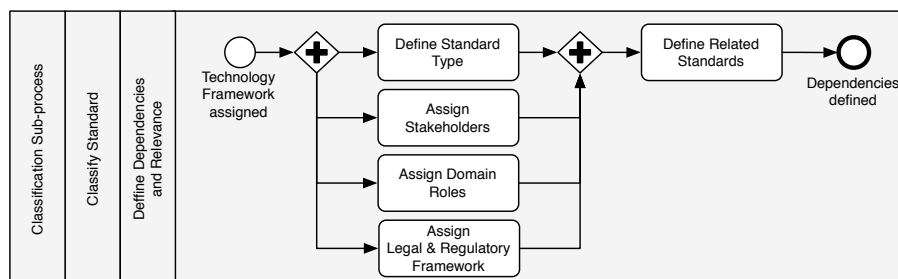 Classification Sub-process
Classify Standard
Deffine Dependencies
and Relevance
Technology
Framework
assigned
Define Standard
Type
Assign
Stakeholders
Assign Domain
Roles
Assign
Legal & Regulatory
Framework
Define Related
Standards
Dependencies
defined